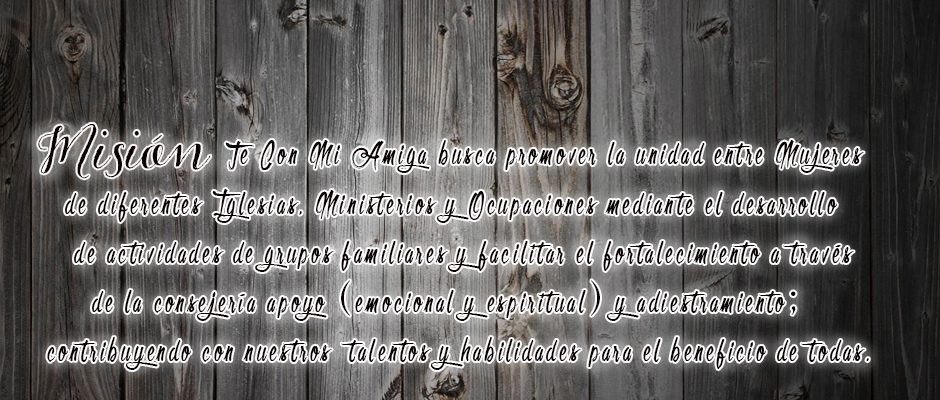 Misión Te Con Mi Amiga busca promover la unidad entre Mujeres
de diferentes Iglesias, Ministerios y Ocupaciones mediante el desarrollo
de actividades de grupos familiares y facilitar el fortalecimiento a través
de la consejería apoyo (emocional y espiritual) y adiestramiento;
contribuyendo con nuestros talentos y habilidades para el beneficio de todas.